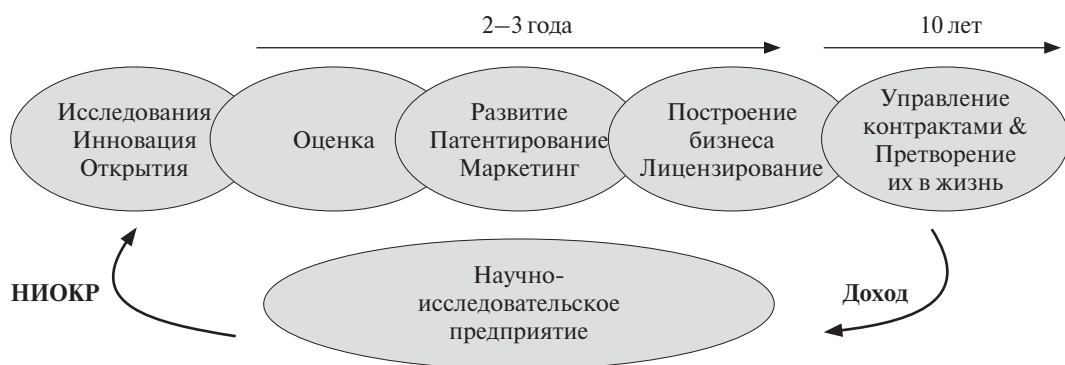 2–3 года
10 лет
Исследования
Инновация
Открытия
Оценка
Развитие
Патентирование
Маркетинг
Построение
бизнеса
Лицензирование
Управление
контрактами &
Претворение
их в жизнь
НИОКР
Научно-
исследовательское
предприятие
Доход